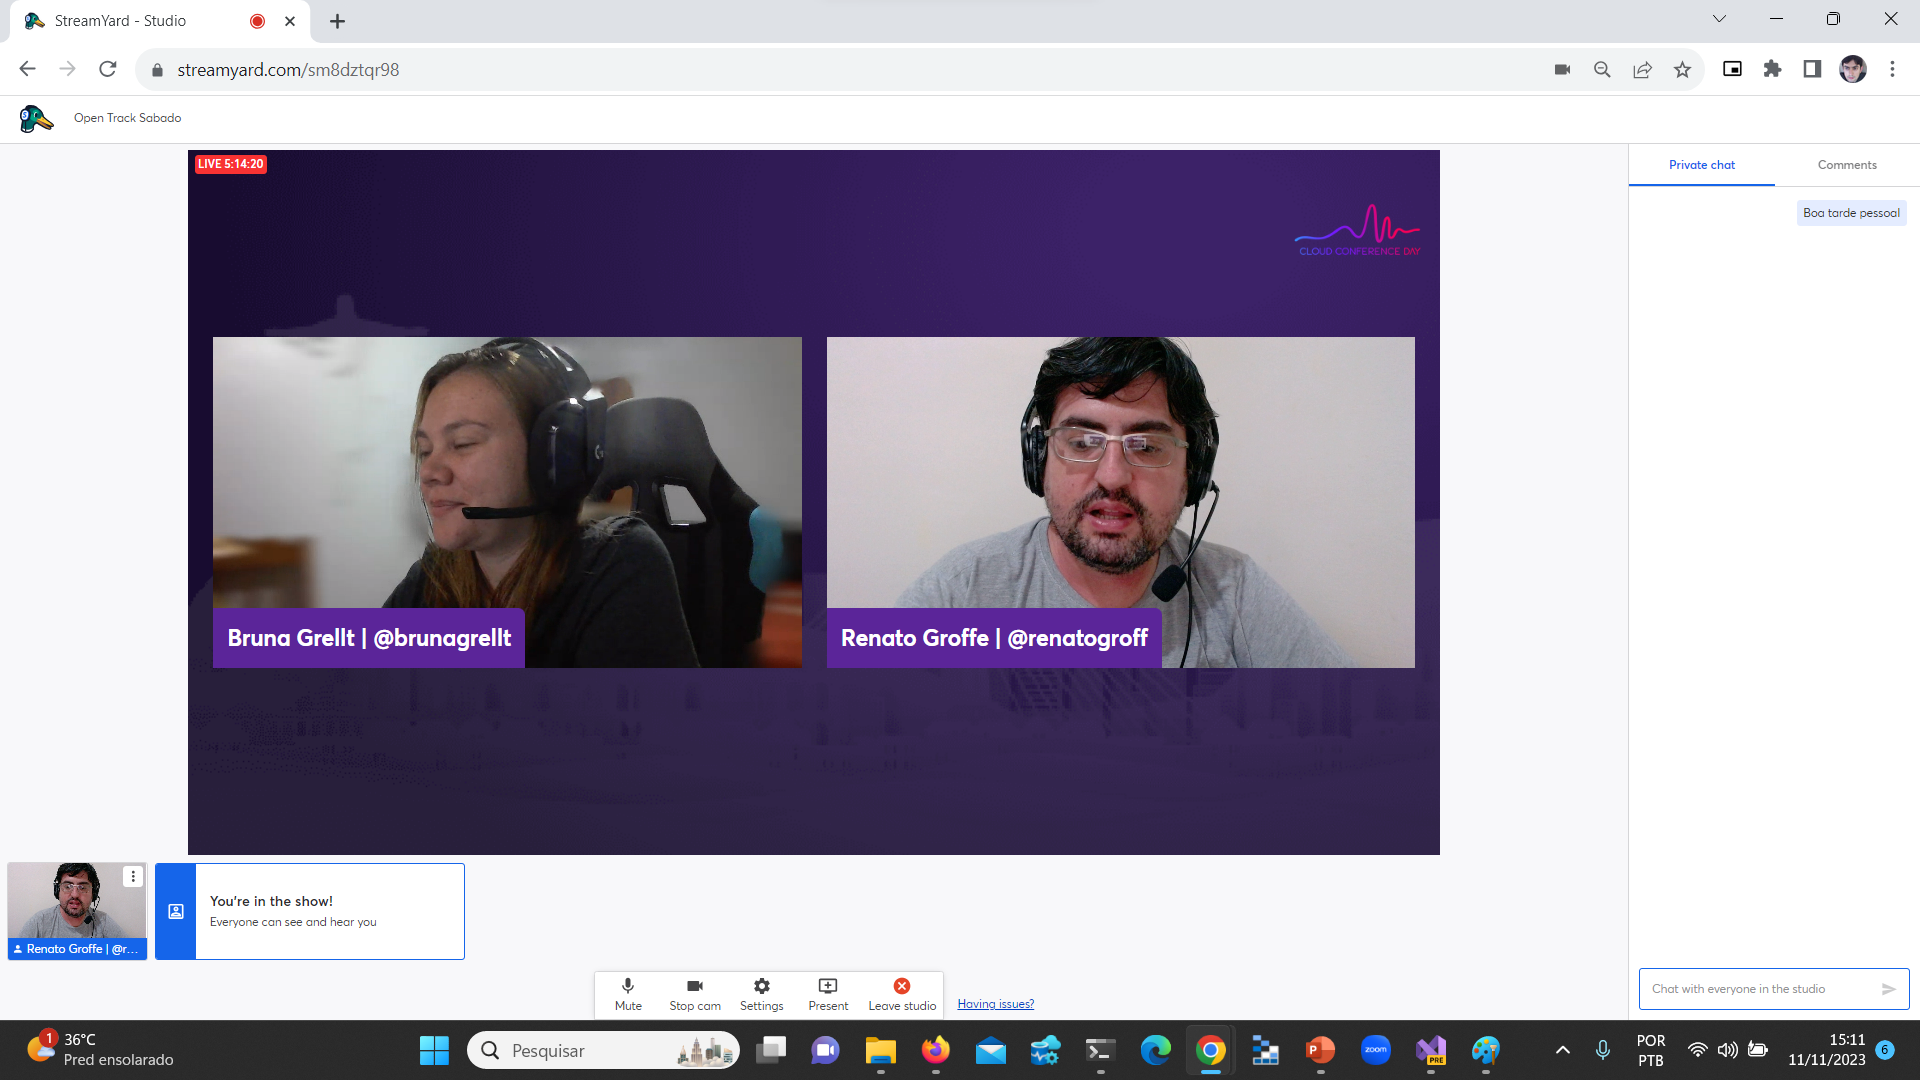 StreamYard - Studio
streamyard.com/sm8dztqr98
Open Track Sabado
LIVE 5:14:20
CLOUD CONFERENCE DAY
Bruna Grellt | @brunagrellt
Renato Groffe | @renatogroff
Private chat
Comments
Boa tarde pessoal
Renato Groffe | @r...
You're in the show!
Everyone can see and hear you
Mute
Stop cam
Settings
Present
Leave studio
Having issues?
Chat with everyone in the studio
1
36°C
Pred ensolarado
Pesquisar
P
zoom
PRE
POR
PTB
15:11
11/11/2023
6